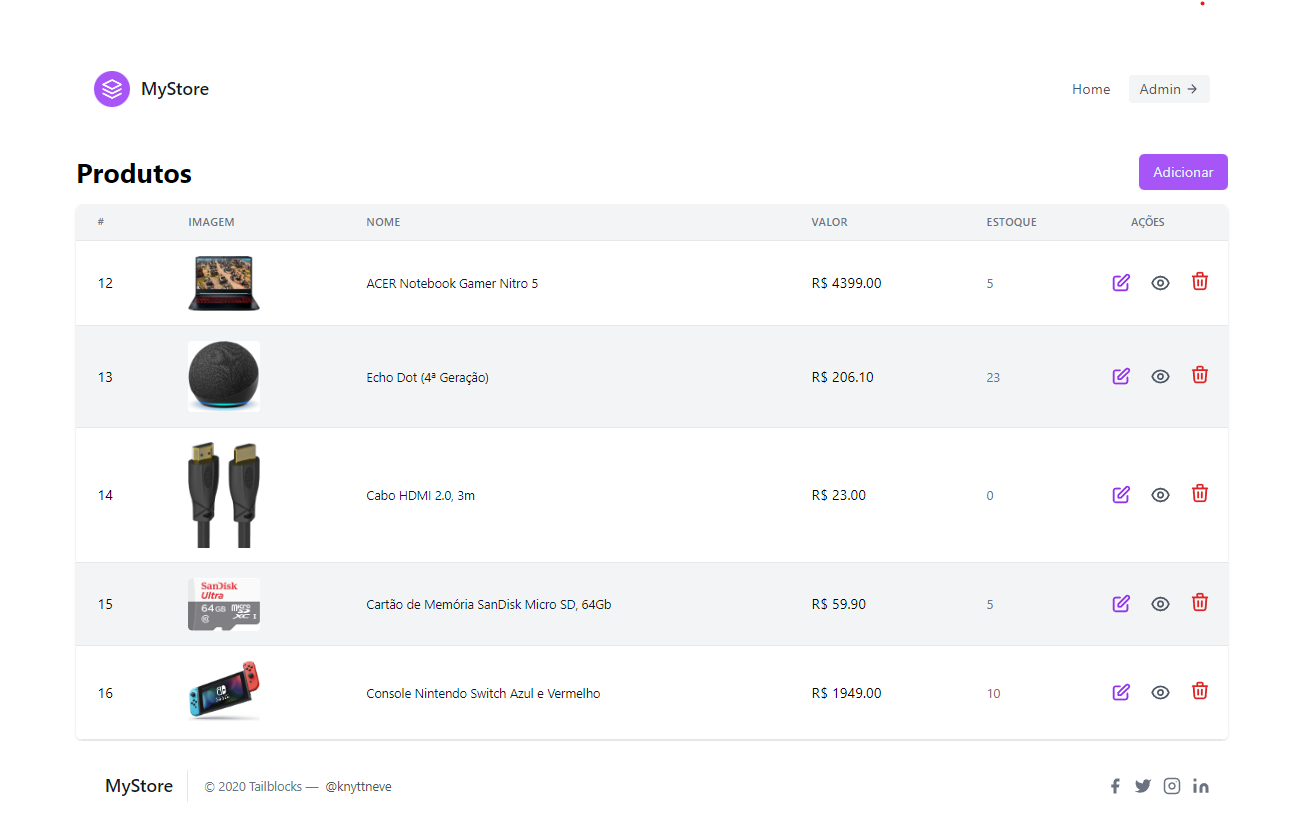 MyStore
Home
Admin →
Produtos
Adicionar
# IMAGEM NOME VALOR ESTOQUE AÇÕES
12 ACER Notebook Gamer Nitro 5 R$ 4399.00 5
13 Echo Dot (4ª Geração) R$ 206.10 23
14 Cabo HDMI 2.0, 3m R$ 23.00 0
SanDisk
Ultra
64GB micro SD
XC I
15 Cartão de Memória SanDisk Micro SD, 64Gb R$ 59.90 5
16 Console Nintendo Switch Azul e Vermelho R$ 1949.00 10
MyStore © 2020 Tailblocks — @knyttneve